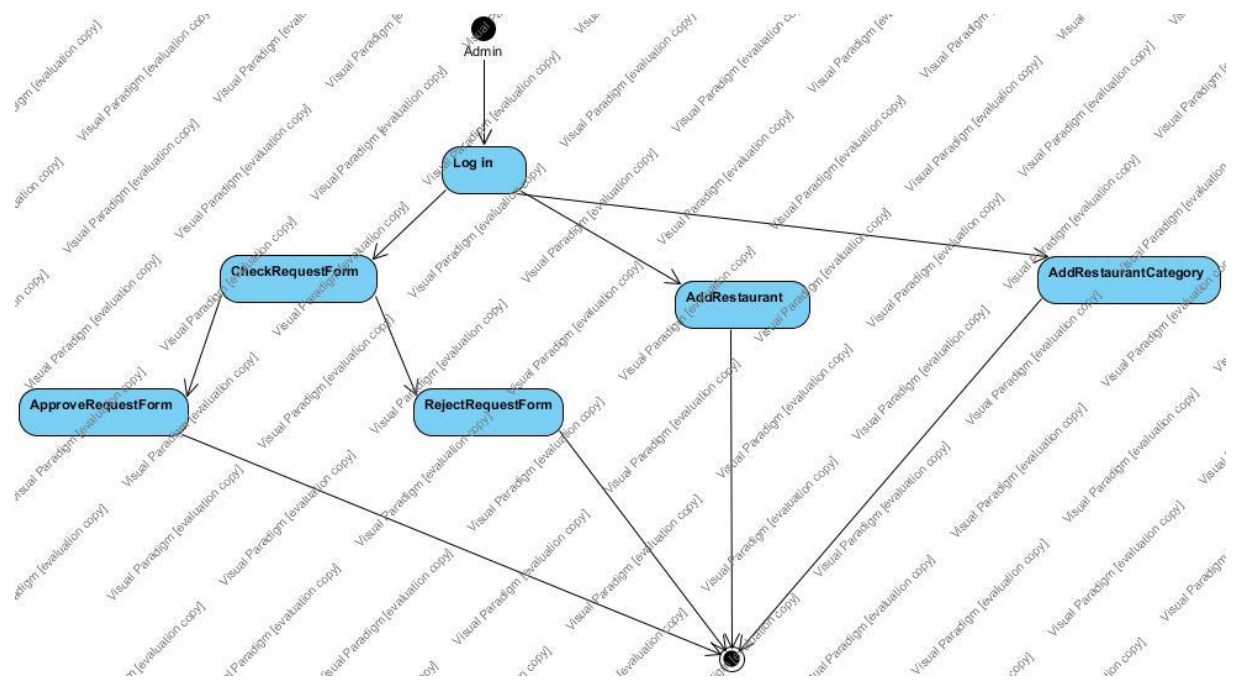 Admin
Log in
CheckRequestForm
AddRestaurant
AddRestaurantCategory
ApproveRequestForm
RejectRequestForm
Visual Paradigm [evaluation copy]